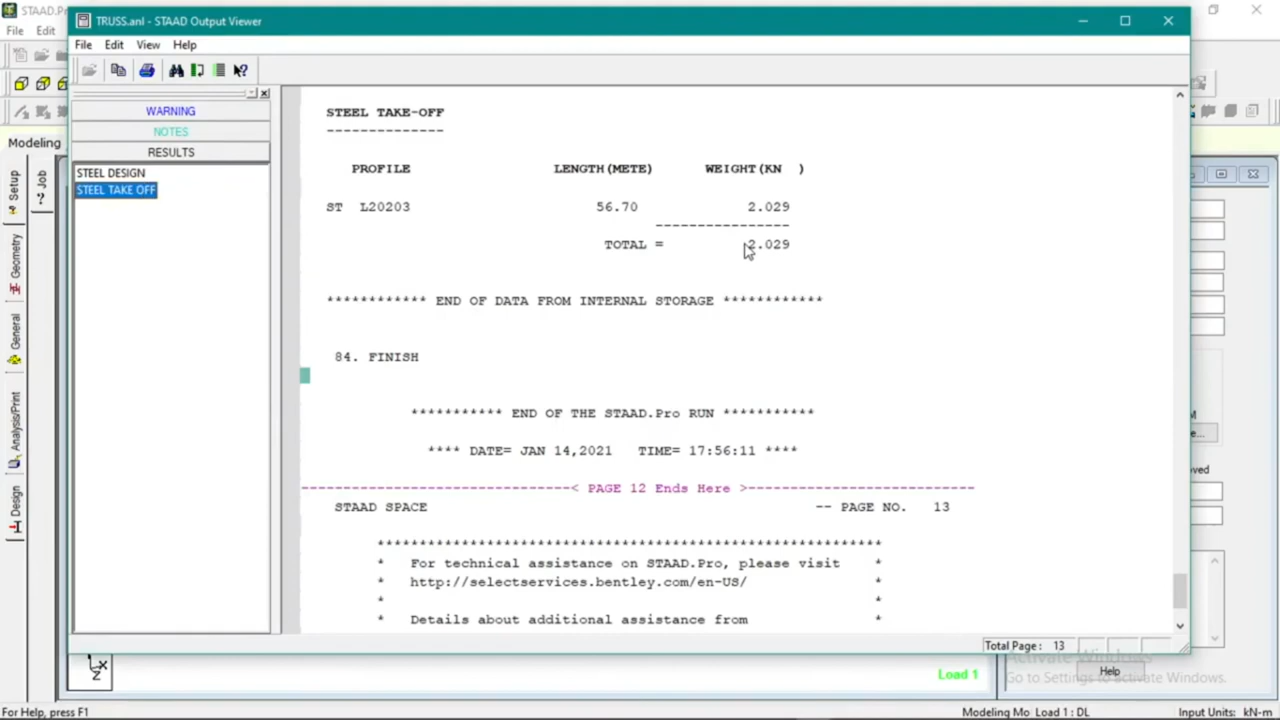 STAAD.P
TRUSS.anl - STAAD Output Viewer
File Edit
File Edit View Help
WARNING
NOTES
RESULTS
STEEL DESIGN
STEEL TAKE OFF
Modeling
Setup
Job
Geometry
General
Analysis/Print
Design
STEEL TAKE-OFF
--------------
PROFILE LENGTH(METE) WEIGHT(KN )
ST L20203 56.70 2.029
----------------
TOTAL = 2.029
************ END OF DATA FROM INTERNAL STORAGE ************
84. FINISH
*********** END OF THE STAAD.Pro RUN ***********
**** DATE= JAN 14,2021 TIME= 17:56:11 ****
--------------------------------< PAGE 12 Ends Here >---------------------------
STAAD SPACE -- PAGE NO. 13
************************************************************
* For technical assistance on STAAD.Pro, please visit *
* http://selectservices.bentley.com/en-US/ *
* *
* Details about additional assistance from *
Total Page: 13
Activate Windows
Go to Settings to activate Windows.
Help
Load 1
For Help, press F1
Modeling Mo
Load 1 : DL
Input Units: kN-m